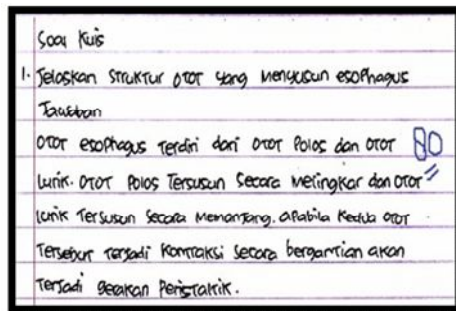 Soal Kuis
1. Jelaskan struktur otot yang menyusun esophagus
Jawaban
otot esophagus terdiri dari otot polos dan otot 80
lurik. otot polos tersusun secara melingkar dan otot
lurik tersusun secara memanjang. apabila kedua otot
tersebut terjadi kontraksi secara bergantian akan
terjadi gerakan peristaltik.